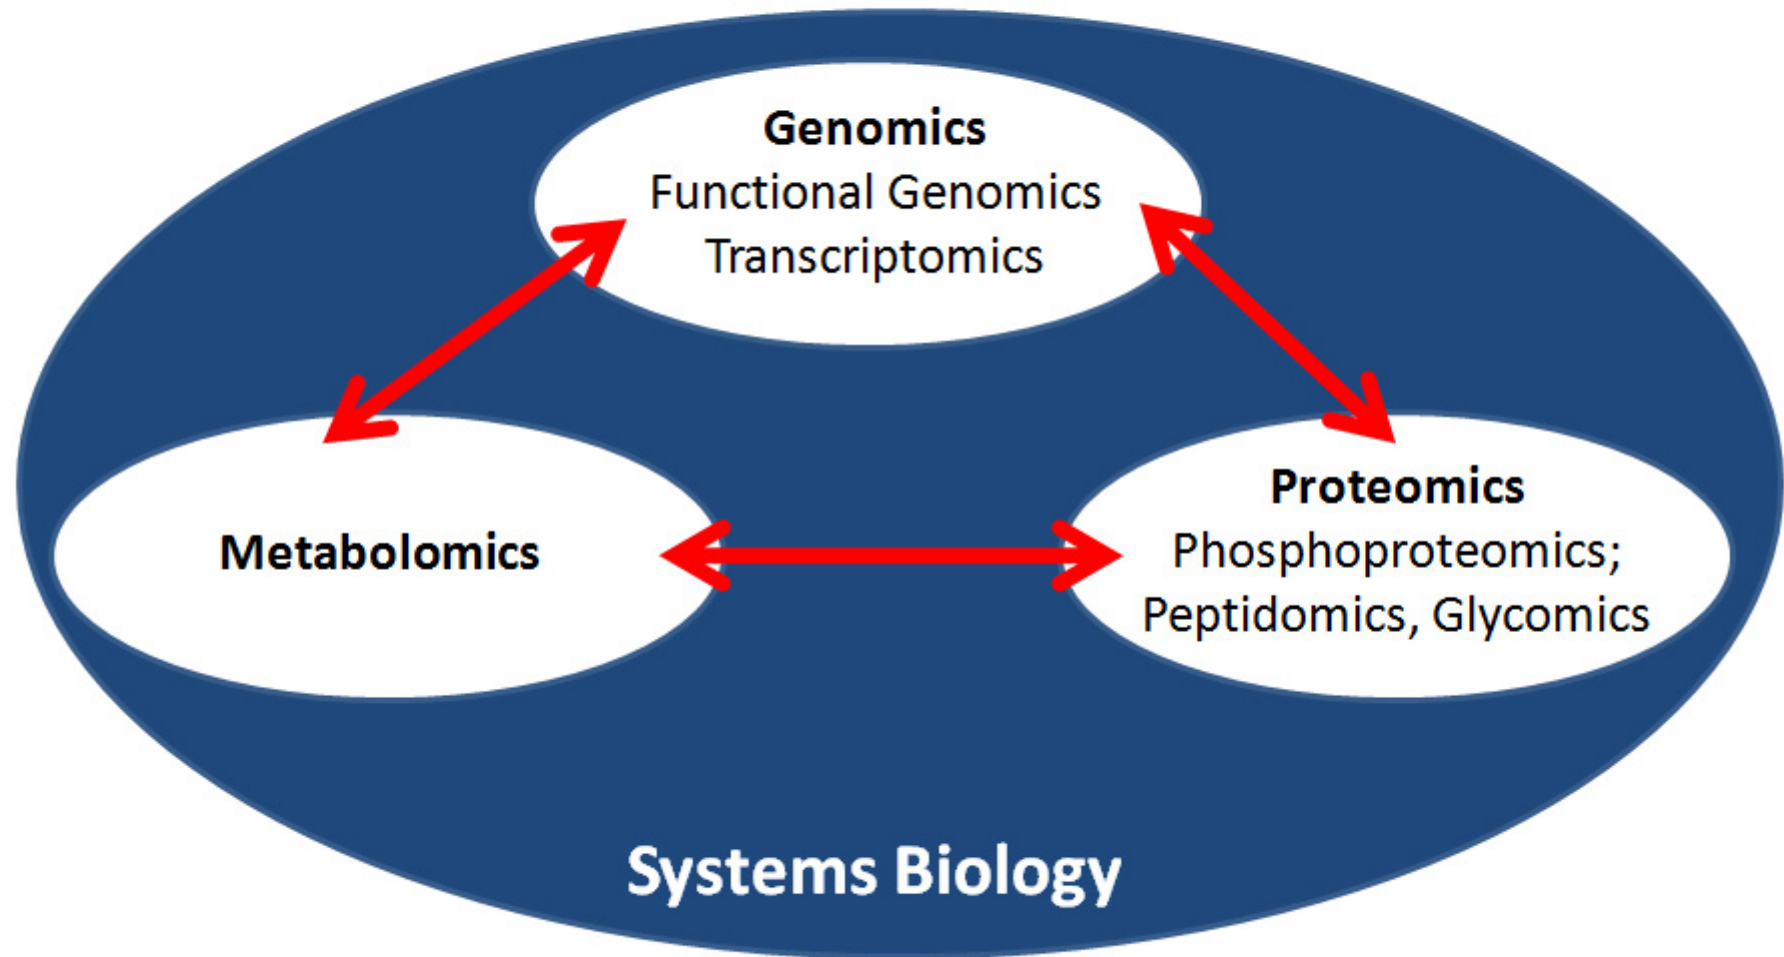 Genomics
Functional Genomics
Transcriptomics
Metabolomics
Proteomics
Phosphoproteomics;
Peptidomics, Glycomics
Systems Biology